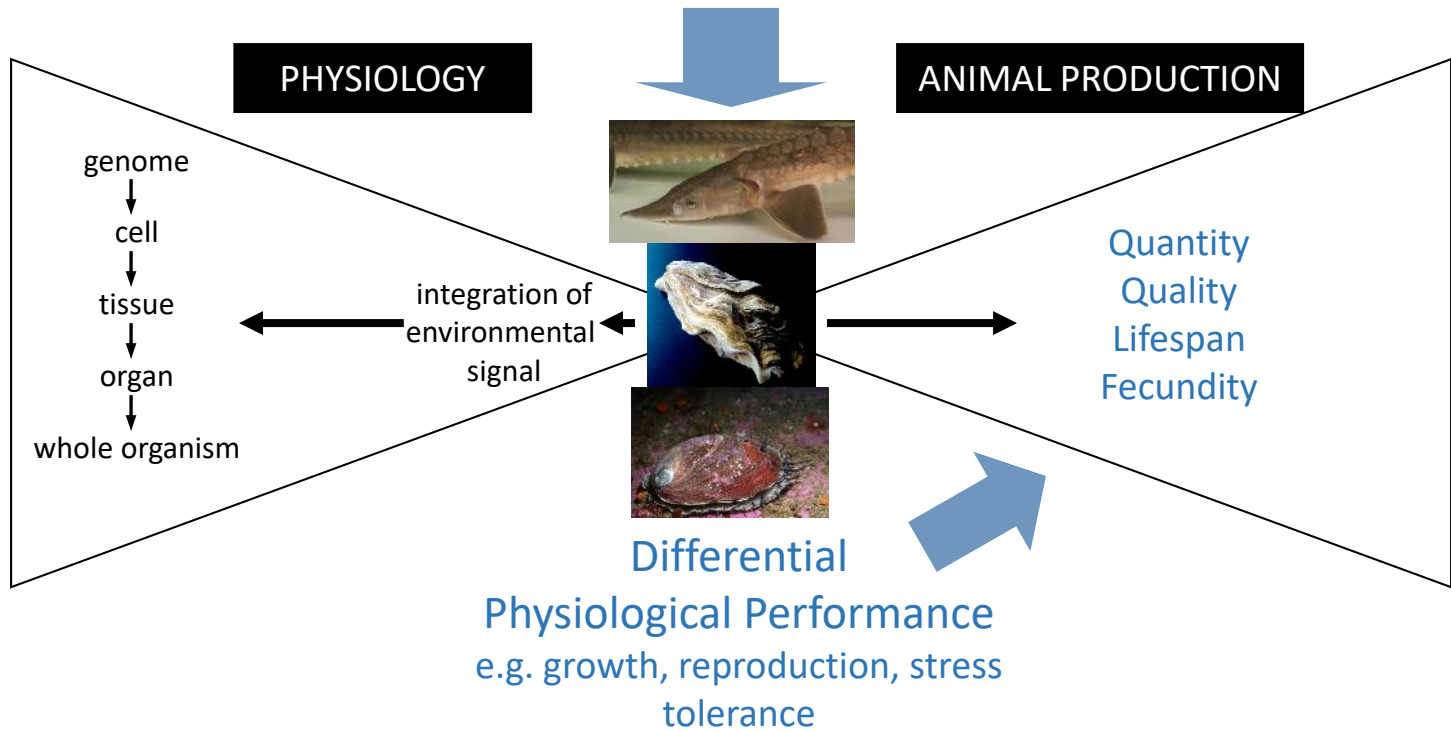 PHYSIOLOGY
ANIMAL PRODUCTION
genome
cell
tissue
organ
whole organism
integration of
environmental
signal
Quantity
Quality
Lifespan
Fecundity
Differential
Physiological Performance
e.g. growth, reproduction, stress
tolerance